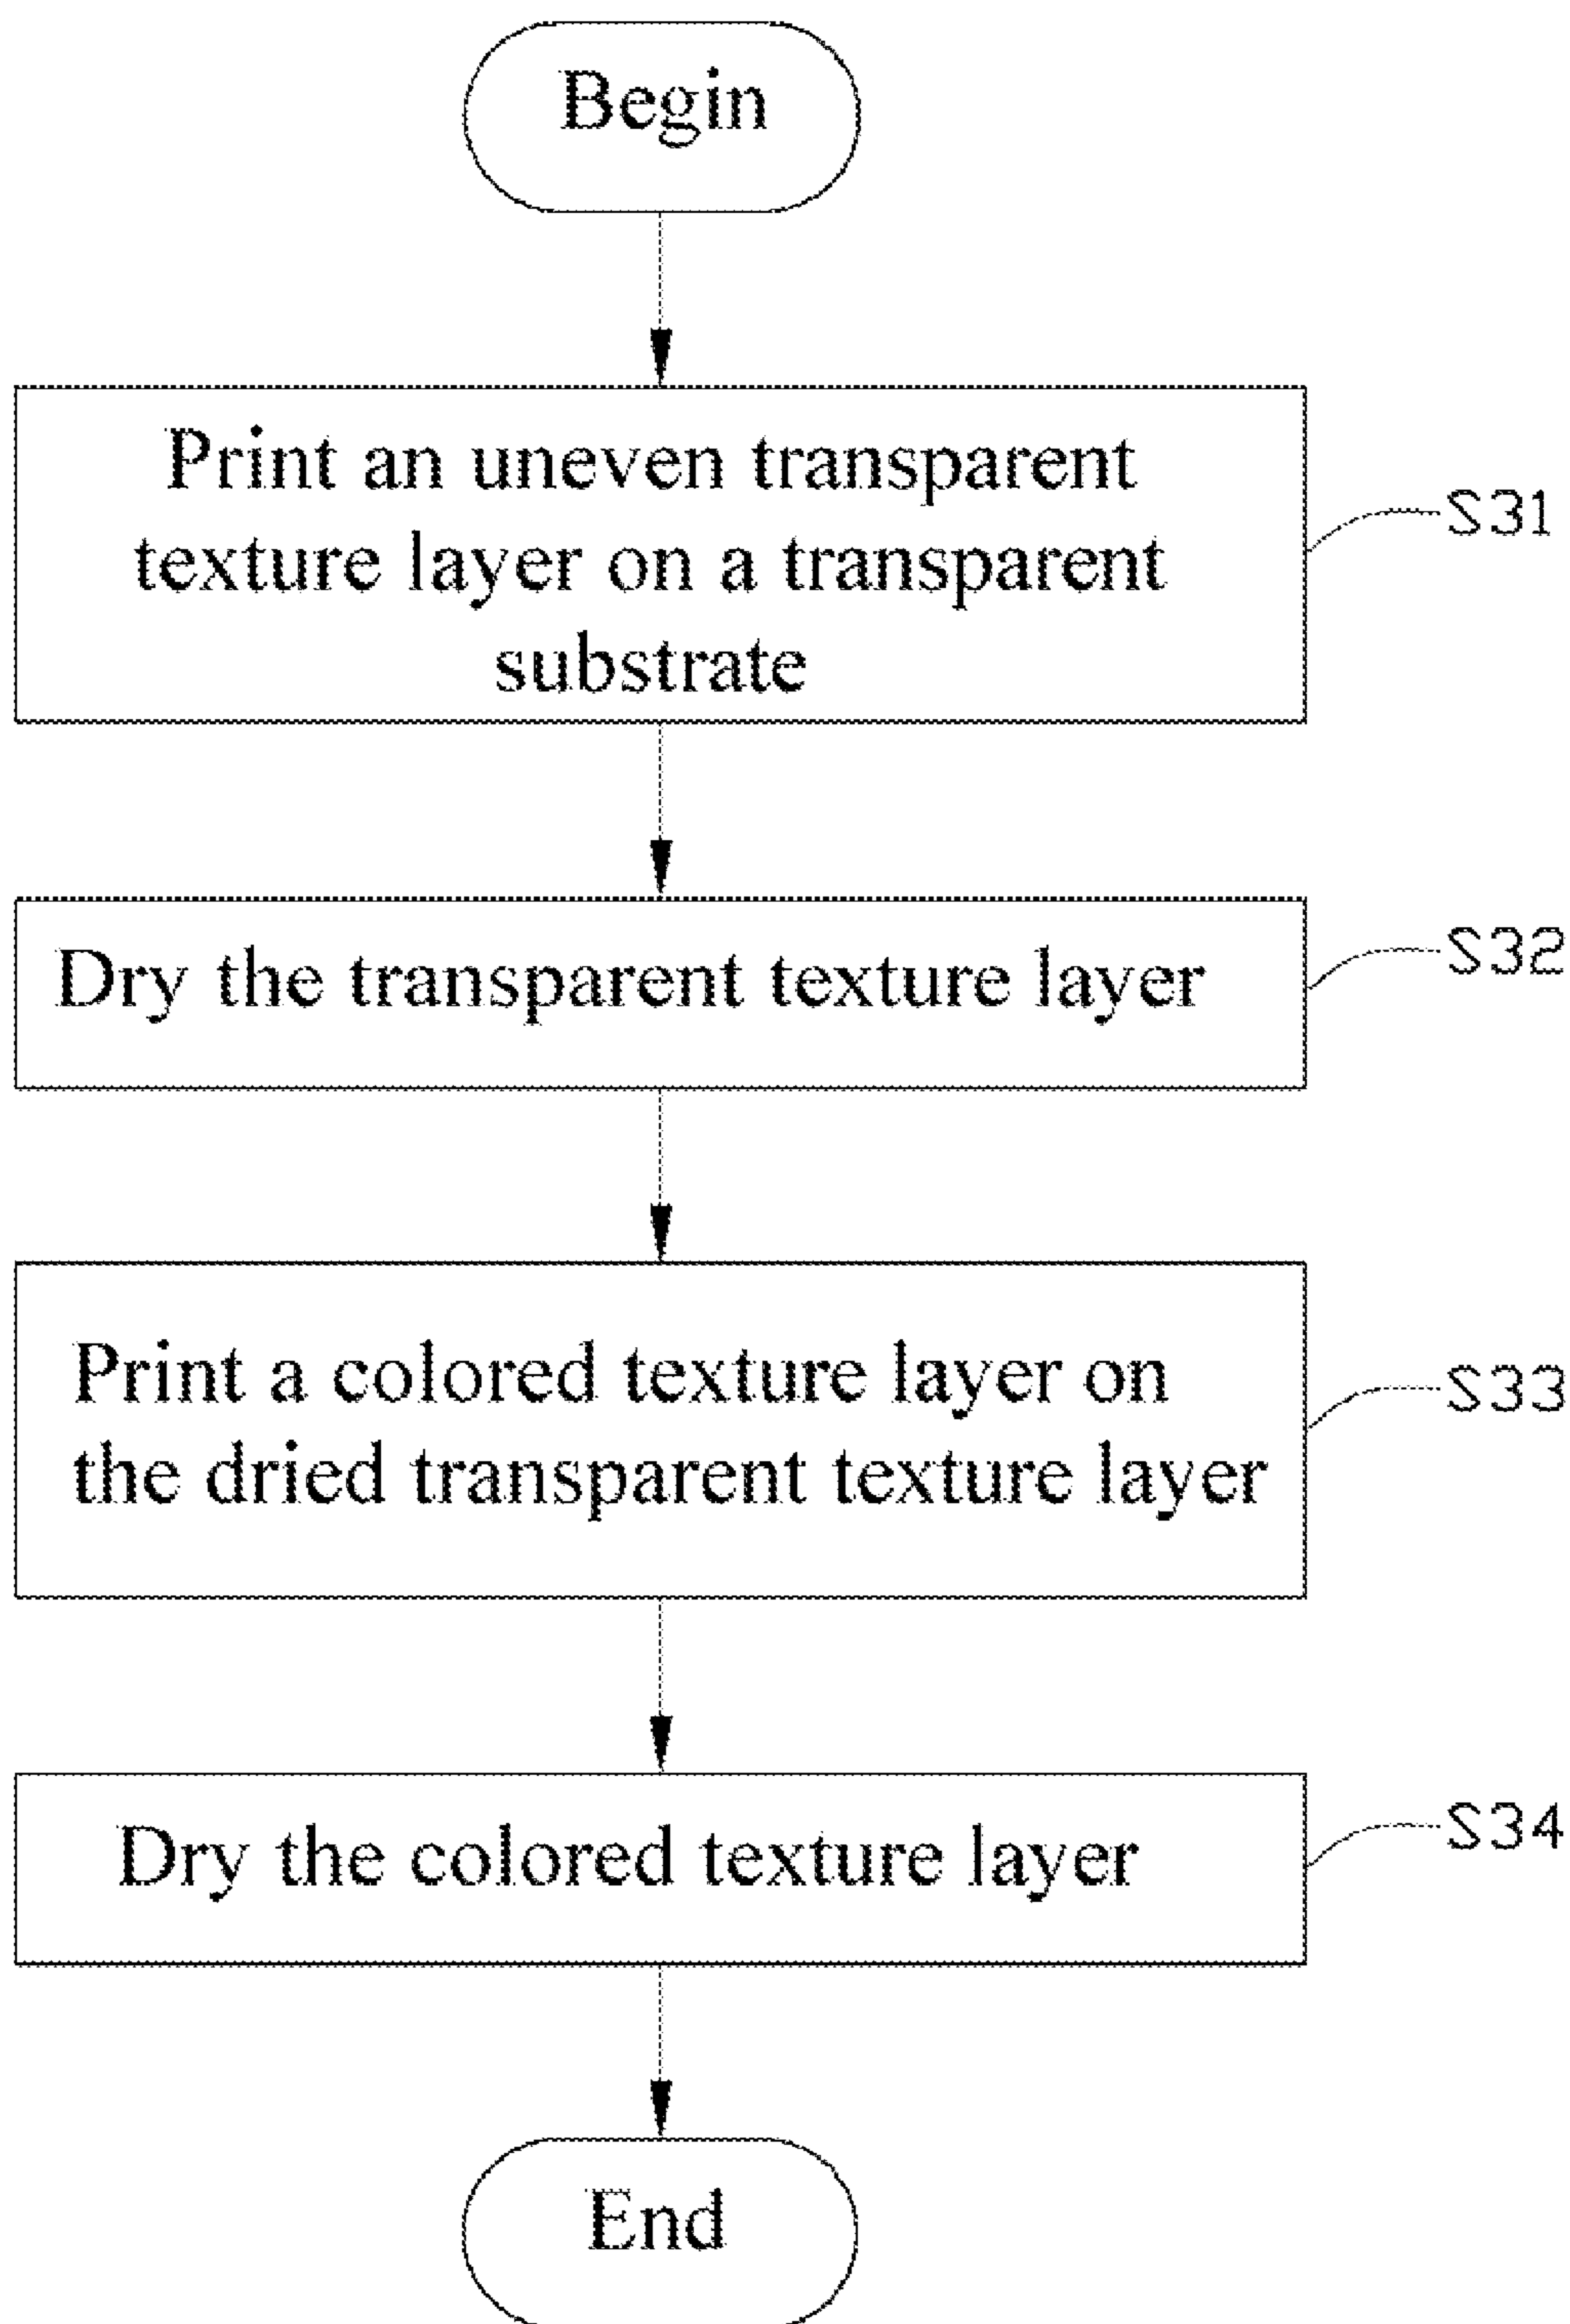 Begin
Print an uneven transparent
texture layer on a transparent
substrate
S31
Dry the transparent texture layer
S32
Print a colored texture layer on
the dried transparent texture layer
S33
Dry the colored texture layer
S34
End